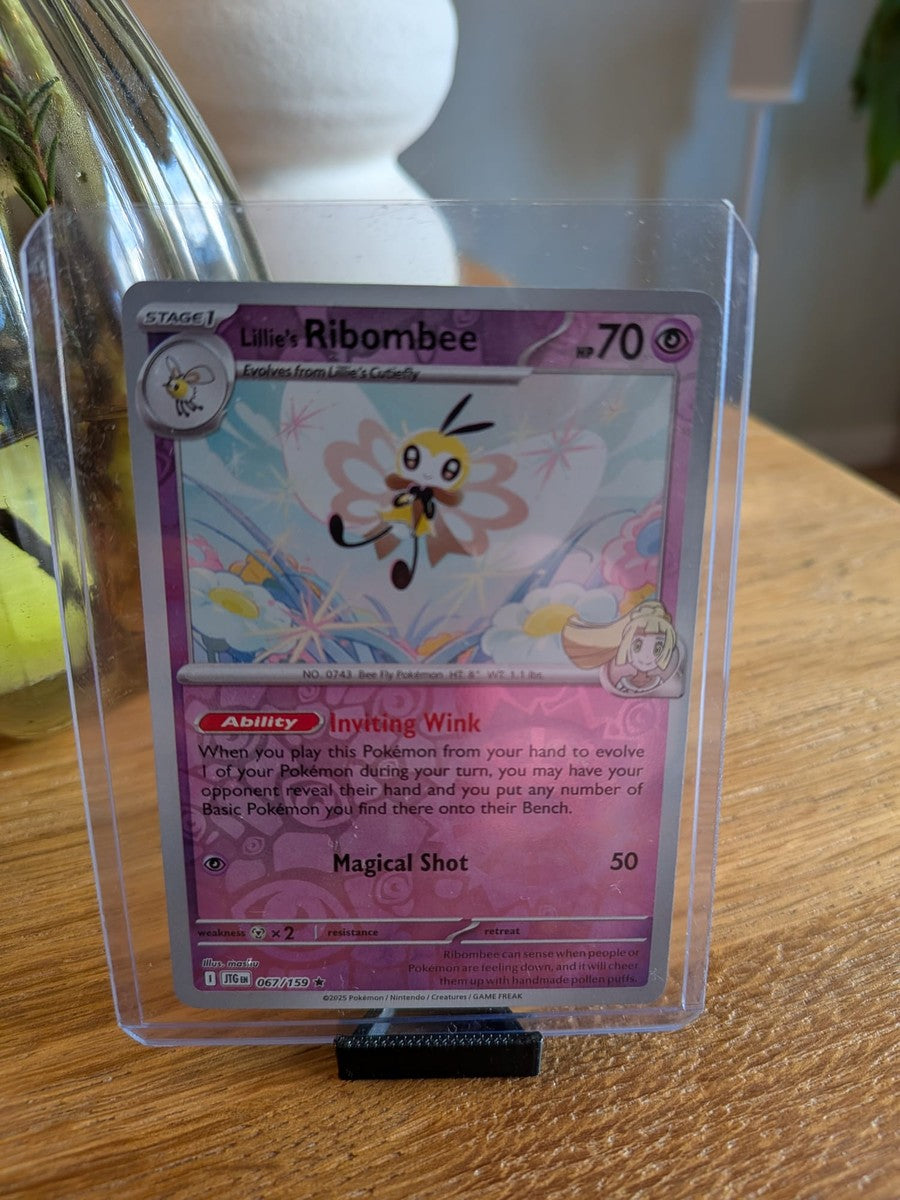 STAGE 1
Lillie's Ribombee
HP 70
Evolves from Lillie's Cutiefly
NO. 0743 Bee Fly Pokémon HT: 8" WT: 1.1 lbs.
Ability Inviting Wink
When you play this Pokémon from your hand to evolve
1 of your Pokémon during your turn, you may have your
opponent reveal their hand and you put any number of
Basic Pokémon you find there onto their Bench.
Magical Shot 50
weakness ×2 resistance retreat
Ribombee can sense when people or
Pokémon are feeling down, and it will cheer
them up with handmade pollen puffs.
Illus. mashu
I JTG EN 067/159 ★
©2025 Pokémon / Nintendo / Creatures / GAME FREAK